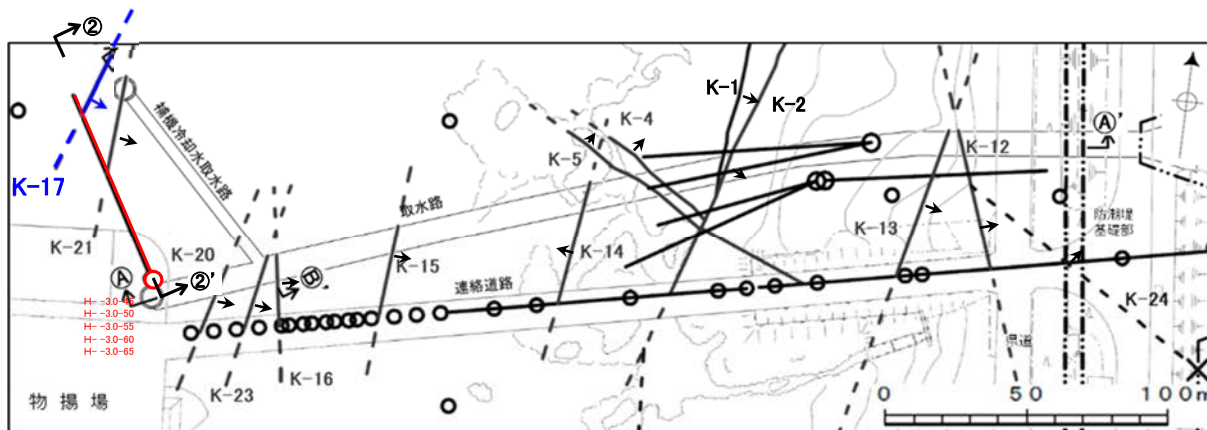 ②
K-1
K-4
K-2
K-5
K-12
Ⓐ'
補機冷却水取水路
K-17
取水路
K-21
K-20
K-15
K-14
K-13
防潮堤
基礎部
Ⓐ
②'
Ⓑ
連絡道路
K-24
H--3.0-50
H--3.0-55
H--3.0-60
H--3.0-65
K-23
K-16
県道
物揚場
0 50 100m